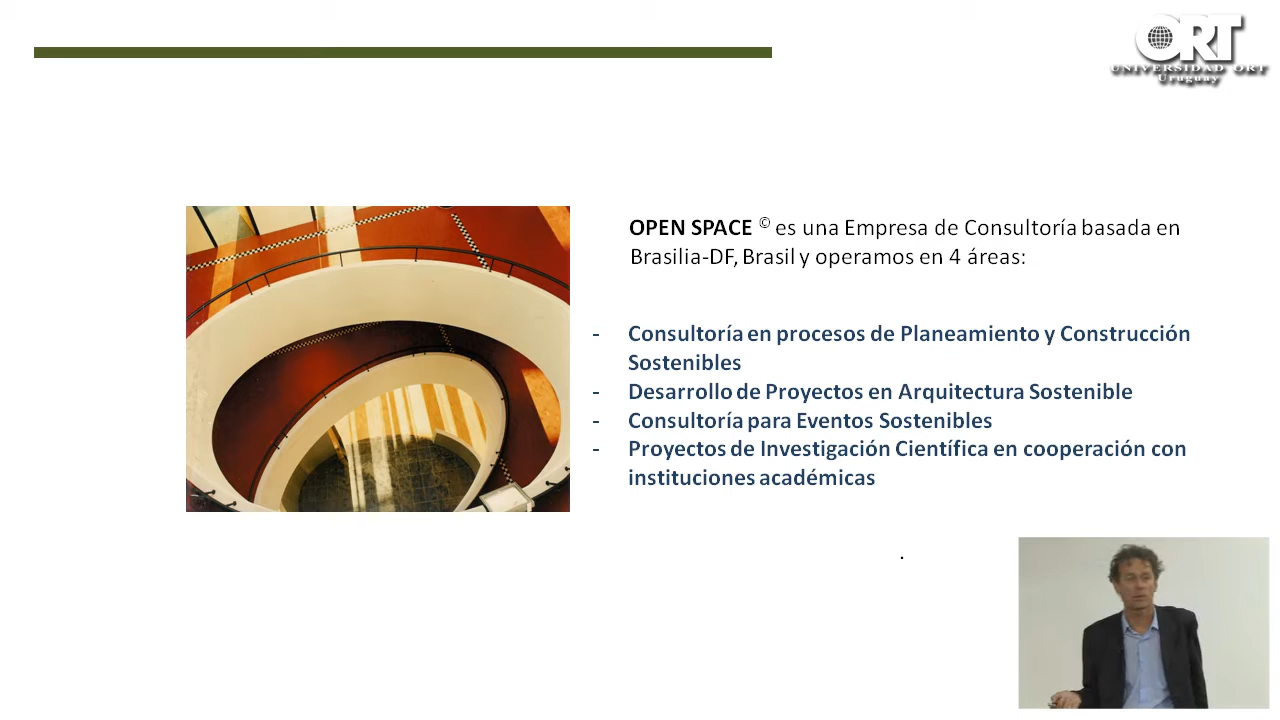 ORT
UNIVERSIDAD ORT
Uruguay
OPEN SPACE © es una Empresa de Consultoría basada en
Brasilia-DF, Brasil y operamos en 4 áreas:
- Consultoría en procesos de Planeamiento y Construcción
Sostenibles
- Desarrollo de Proyectos en Arquitectura Sostenible
- Consultoría para Eventos Sostenibles
- Proyectos de Investigación Científica en cooperación con
instituciones académicas
.